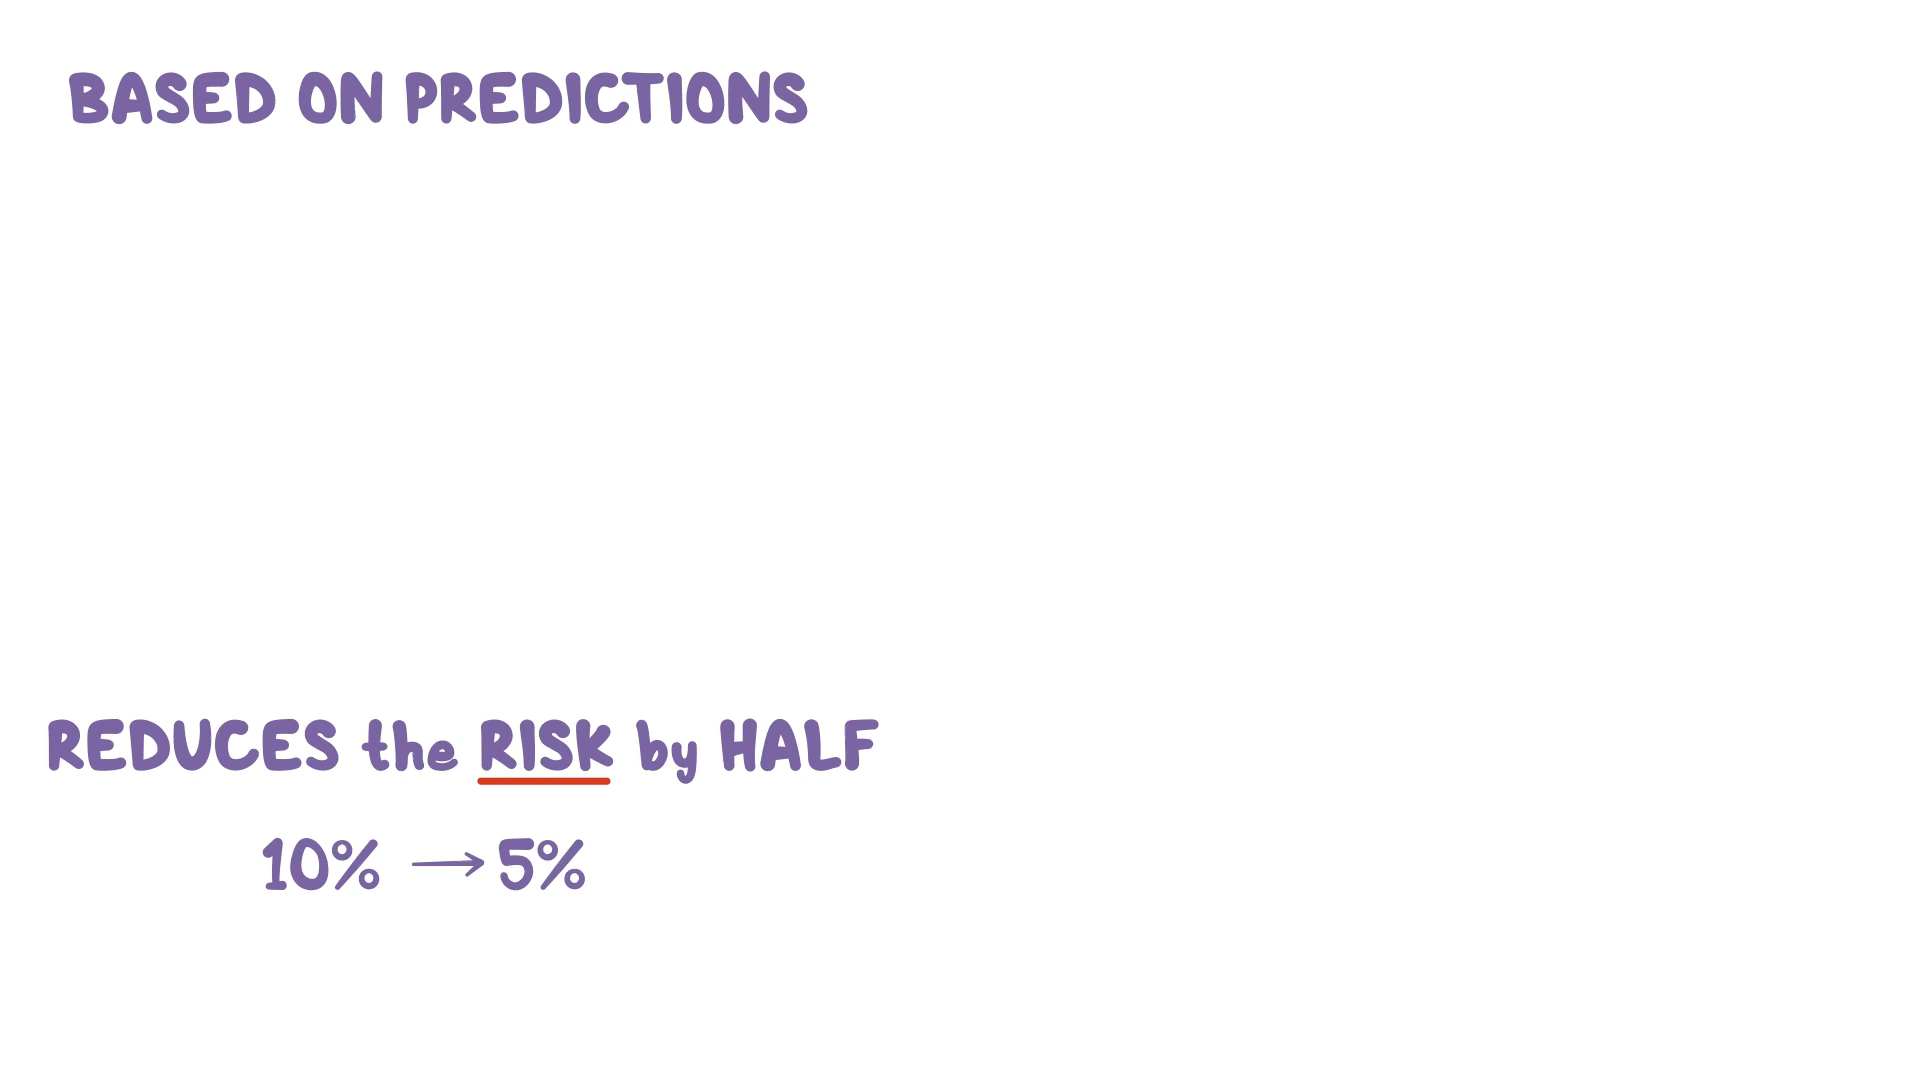 BASED ON PREDICTIONS
REDUCES the RISK by HALF
10% → 5%